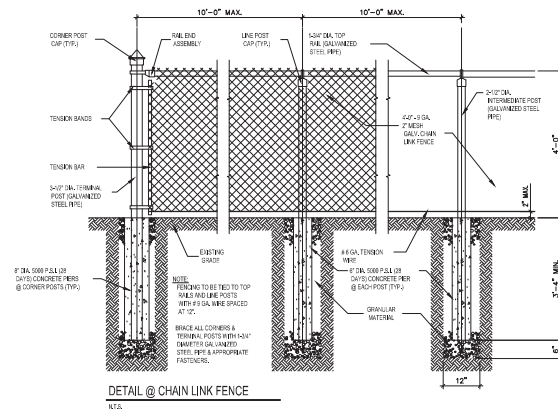 10'-0" MAX.
10'-0" MAX.
CORNER POST
CAP (TYP.)
RAIL END
ASSEMBLY
LINE POST
CAP (TYP.)
1-3/4" DIA. TOP
RAIL (GALVANIZED
STEEL PIPE)
2-1/2" DIA.
INTERMEDIATE POST
(GALVANIZED STEEL
PIPE)
TENSION BANDS
4'-0" - 9 GA.
2" MESH
GALV. CHAIN
LINK FENCE
4'-0"
TENSION BAR
3-1/2" DIA. TERMINAL
POST (GALVANIZED
STEEL PIPE)
2" MAX.
EXISTING
GRADE
# 6 GA. TENSION
WIRE
8" DIA. 5000 P.S.I. (28
DAYS) CONCRETE PIERS
@ CORNER POSTS (TYP.)
NOTE:
FENCING TO BE TIED TO TOP
RAILS AND LINE POSTS
WITH # 9 GA. WIRE SPACED
AT 12".
6" DIA. 5000 P.S.I. (28
DAYS) CONCRETE PIER
@ EACH POST (TYP.)
GRANULAR
MATERIAL
3'-4" MIN.
BRACE ALL CORNERS &
TERMINAL POSTS WITH 1-3/4"
DIAMETER GALVANIZED
STEEL PIPE & APPROPRIATE
FASTENERS.
6"
12"
DETAIL @ CHAIN LINK FENCE
N.T.S.